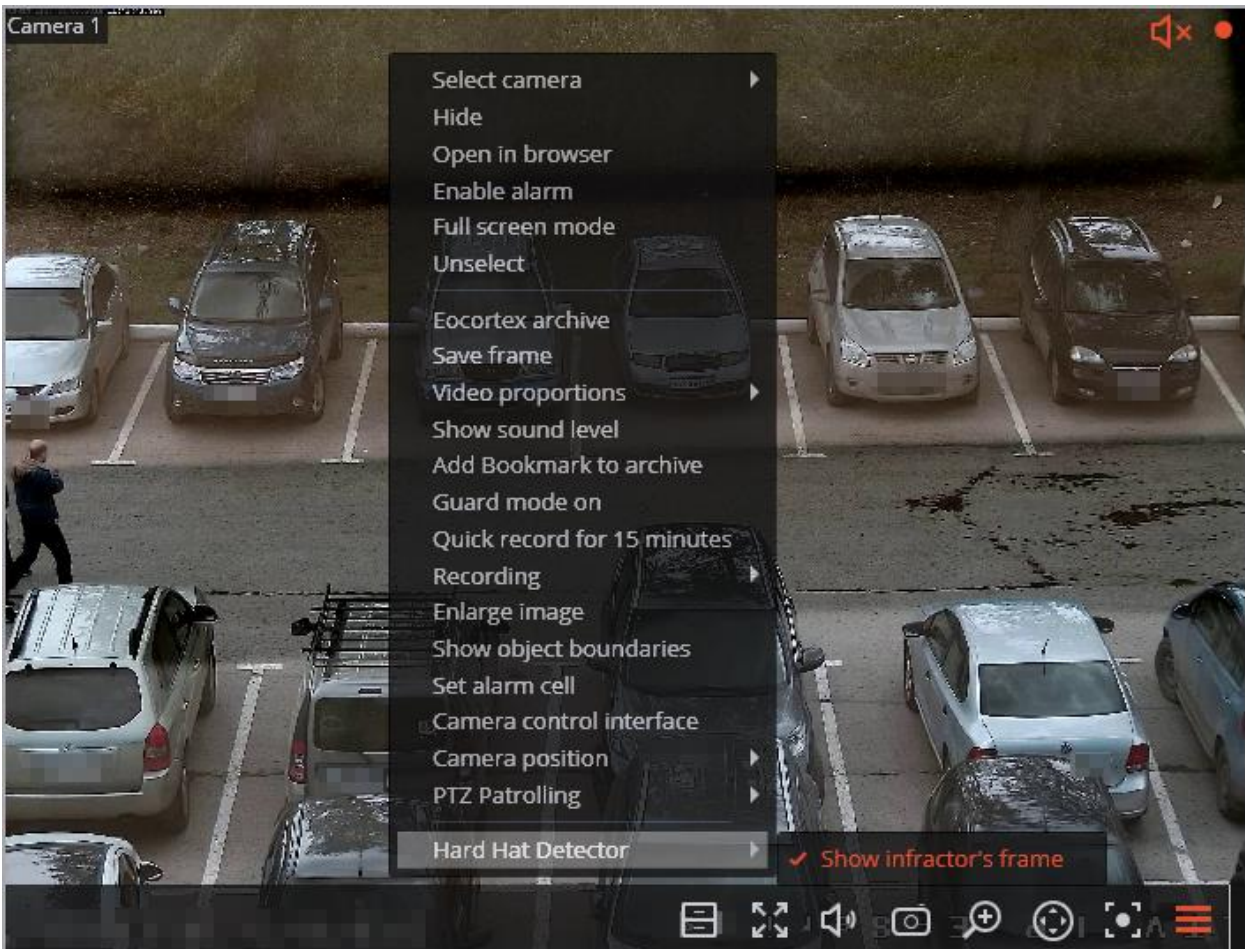 Camera 1
Select camera
Hide
Open in browser
Enable alarm
Full screen mode
Unselect
Eocortex archive
Save frame
Video proportions
Show sound level
Add Bookmark to archive
Guard mode on
Quick record for 15 minutes
Recording
Enlarge image
Show object boundaries
Set alarm cell
Camera control interface
Camera position
PTZ Patrolling
Hard Hat Detector
Show infractor's frame